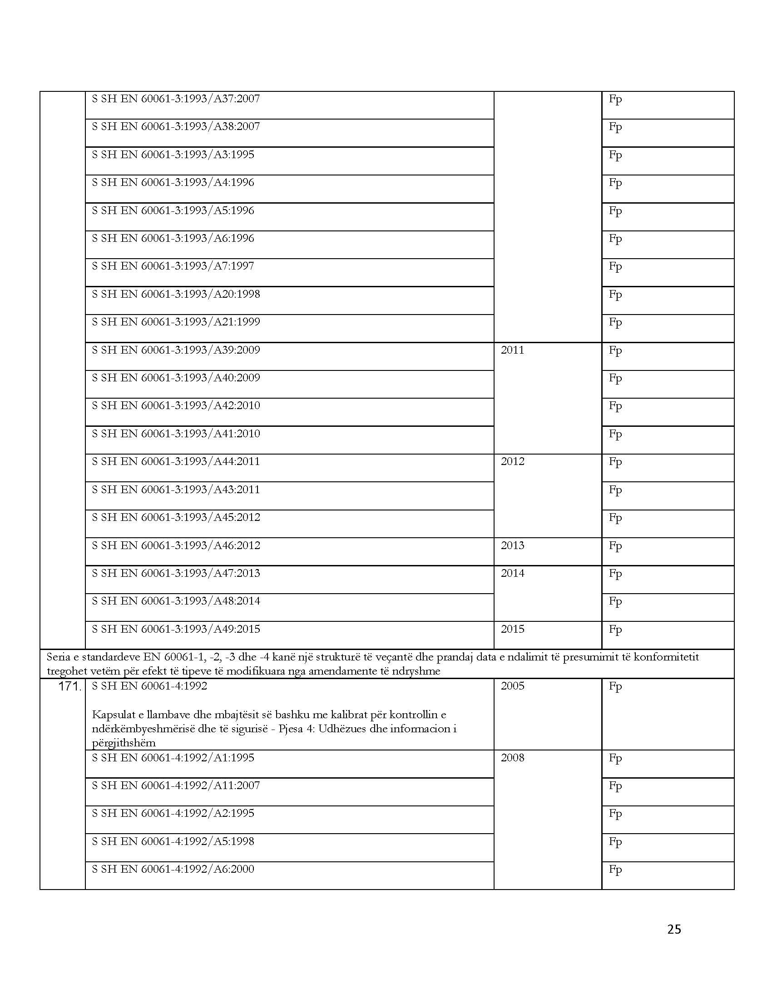 S SH EN 60061-3:1993/A37:2007 Fp
S SH EN 60061-3:1993/A38:2007 Fp
S SH EN 60061-3:1993/A3:1995 Fp
S SH EN 60061-3:1993/A4:1996 Fp
S SH EN 60061-3:1993/A5:1996 Fp
S SH EN 60061-3:1993/A6:1996 Fp
S SH EN 60061-3:1993/A7:1997 Fp
S SH EN 60061-3:1993/A20:1998 Fp
S SH EN 60061-3:1993/A21:1999 Fp
S SH EN 60061-3:1993/A39:2009 2011 Fp
S SH EN 60061-3:1993/A40:2009 Fp
S SH EN 60061-3:1993/A42:2010 Fp
S SH EN 60061-3:1993/A41:2010 Fp
S SH EN 60061-3:1993/A44:2011 2012 Fp
S SH EN 60061-3:1993/A43:2011 Fp
S SH EN 60061-3:1993/A45:2012 Fp
S SH EN 60061-3:1993/A46:2012 2013 Fp
S SH EN 60061-3:1993/A47:2013 2014 Fp
S SH EN 60061-3:1993/A48:2014 Fp
S SH EN 60061-3:1993/A49:2015 2015 Fp
Seria e standardeve EN 60061-1, -2, -3 dhe -4 kanë një strukturë të veçantë dhe prandaj data e ndalimit të presumimit të konformitetit
tregohet vetëm për efekt të tipeve të modifikuara nga amendamente të ndryshme
171. S SH EN 60061-4:1992 2005 Fp
Kapsulat e llambave dhe mbajtësit së bashku me kalibrat për kontrollin e
ndërkëmbyeshmërisë dhe të sigurisë - Pjesa 4: Udhëzues dhe informacion i
përgjithshëm
S SH EN 60061-4:1992/A1:1995 2008 Fp
S SH EN 60061-4:1992/A11:2007 Fp
S SH EN 60061-4:1992/A2:1995 Fp
S SH EN 60061-4:1992/A5:1998 Fp
S SH EN 60061-4:1992/A6:2000 Fp
25